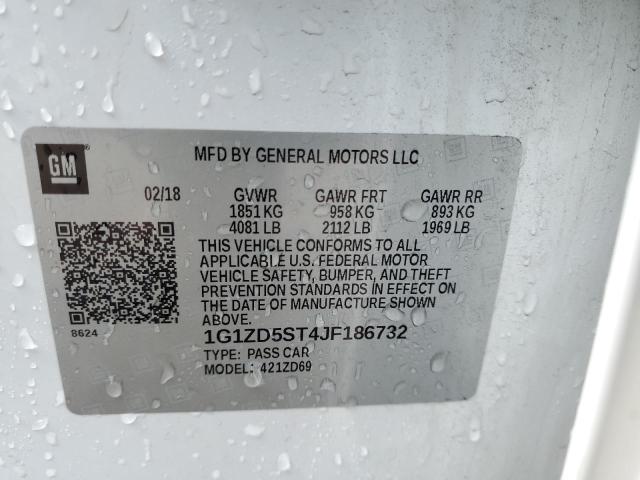 GM
MFD BY GENERAL MOTORS LLC
02/18 GVWR GAWR FRT GAWR RR
1851 KG 958 KG 893 KG
4081 LB 2112 LB 1969 LB
THIS VEHICLE CONFORMS TO ALL
APPLICABLE U.S. FEDERAL MOTOR
VEHICLE SAFETY, BUMPER, AND THEFT
PREVENTION STANDARDS IN EFFECT ON
THE DATE OF MANUFACTURE SHOWN
ABOVE.
8624
1G1ZD5ST4JF186732
TYPE: PASS CAR
MODEL: 421ZD69